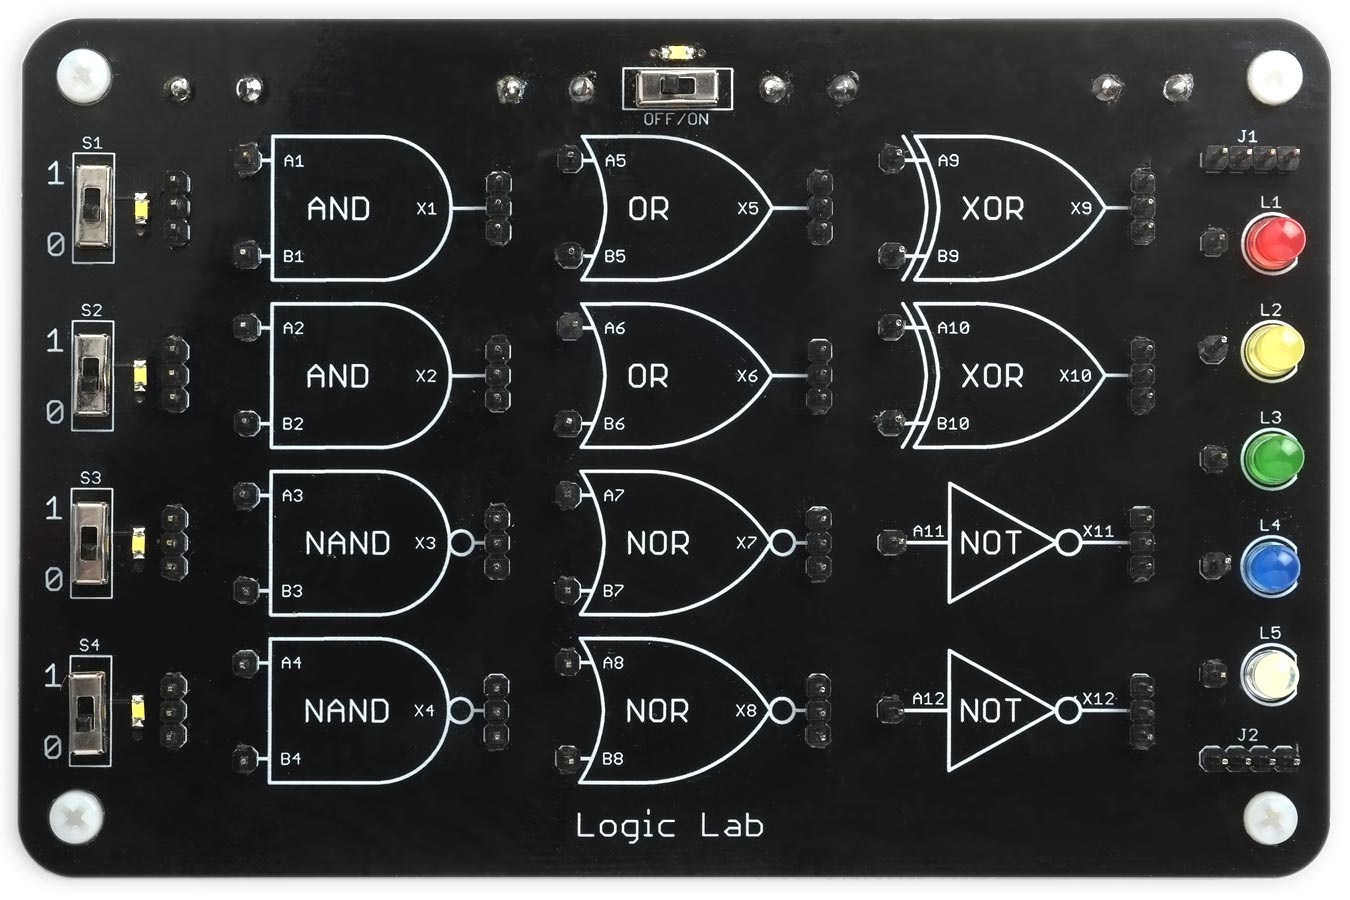 OFF/ON
S1
1
0
A1
AND
X1
B1
A5
OR
X5
B5
A9
XOR
X9
B9
J1
L1
S2
1
0
A2
AND
X2
B2
A6
OR
X6
B6
A10
XOR
X10
B10
L2
L3
S3
1
0
A3
NAND
X3
B3
A7
NOR
X7
B7
A11
NOT
X11
L4
S4
1
0
A4
NAND
X4
B4
A8
NOR
X8
B8
A12
NOT
X12
L5
J2
Logic Lab